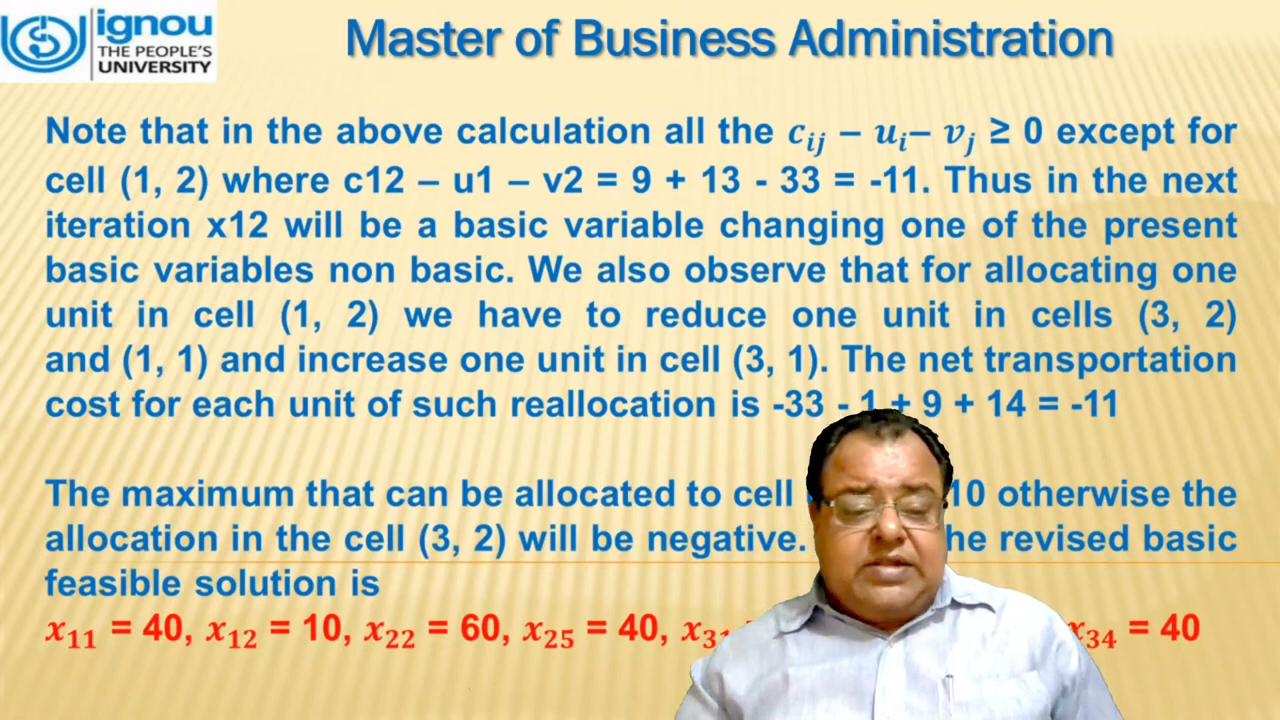 ignou
THE PEOPLE'S
UNIVERSITY
Master of Business Administration
Note that in the above calculation all the cᵢⱼ − uᵢ− vⱼ ≥ 0 except for
cell (1, 2) where c12 – u1 – v2 = 9 + 13 - 33 = -11. Thus in the next
iteration x12 will be a basic variable changing one of the present
basic variables non basic. We also observe that for allocating one
unit in cell (1, 2) we have to reduce one unit in cells (3, 2)
and (1, 1) and increase one unit in cell (3, 1). The net transportation
cost for each unit of such reallocation is -33 - 1 + 9 + 14 = -11
The maximum that can be allocated to cell 10 otherwise the
allocation in the cell (3, 2) will be negative. the revised basic
feasible solution is
x₁₁ = 40, x₁₂ = 10, x₂₂ = 60, x₂₅ = 40, x₃₄ = 40